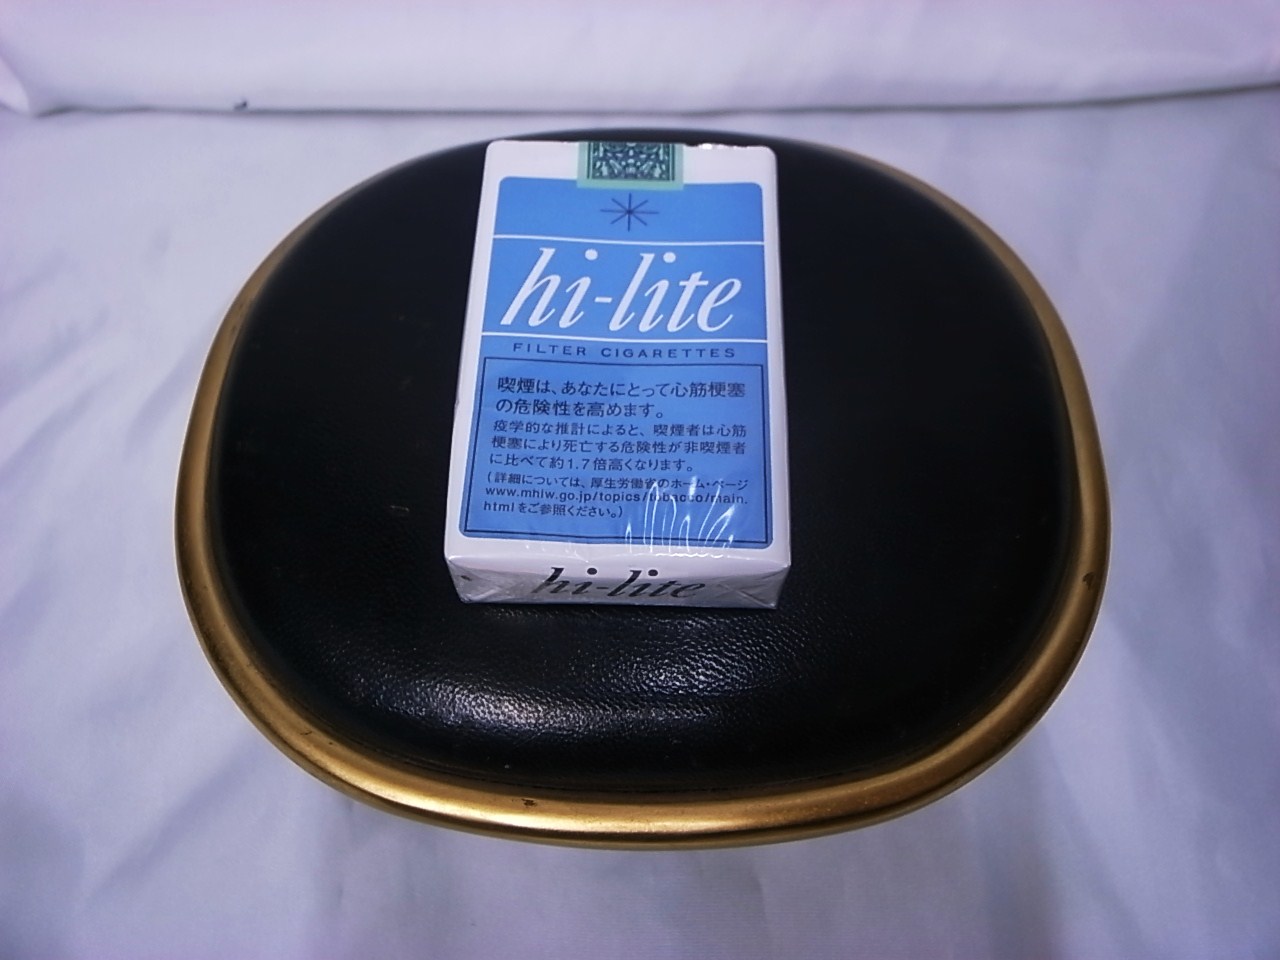 hi-lite
FILTER CIGARETTES
喫煙は、あなたにとって心筋梗塞
の危険性を高めます。
疫学的な推計によると、喫煙者は心筋
梗塞により死亡する危険性が非喫煙者
に比べて約1.7倍高くなります。
(詳細については、厚生労働省のホーム・ページ
www.mhlw.go.jp/topics/tobacco/main.
htmlをご参照ください。)
hi-lite